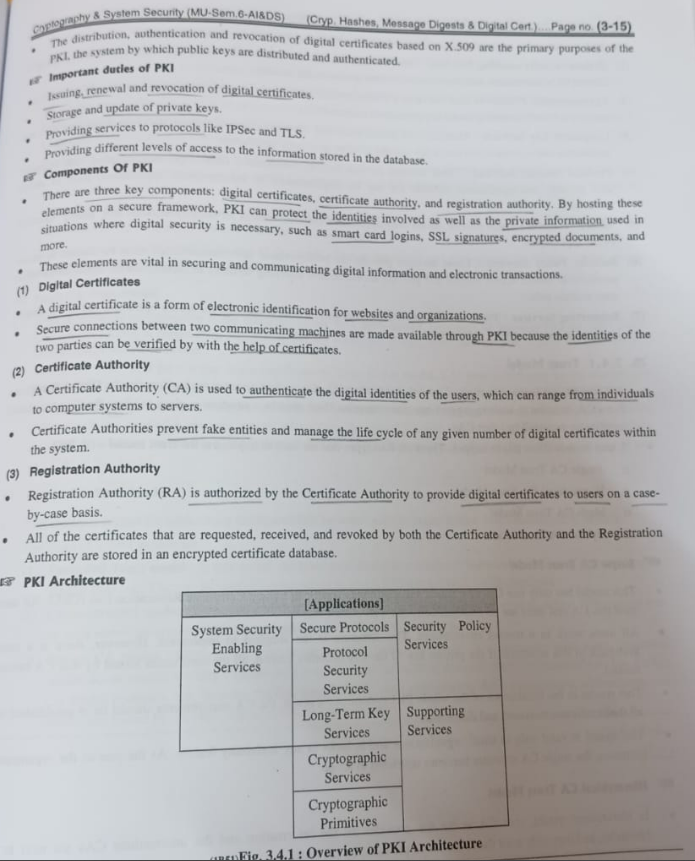 Cryptography & System Security (MU-Sem.6-AI&DS) (Cryp. Hashes, Message Digests & Digital Cert.)....Page no. (3-15)
• The distribution, authentication and revocation of digital certificates based on X.509 are the primary purposes of the
PKI, the system by which public keys are distributed and authenticated.
☞ Important duties of PKI
• Issuing, renewal and revocation of digital certificates.
• Storage and update of private keys.
• Providing services to protocols like IPSec and TLS.
• Providing different levels of access to the information stored in the database.
☞ Components Of PKI
• There are three key components: digital certificates, certificate authority, and registration authority. By hosting these
elements on a secure framework, PKI can protect the identities involved as well as the private information used in
situations where digital security is necessary, such as smart card logins, SSL signatures, encrypted documents, and
more.
• These elements are vital in securing and communicating digital information and electronic transactions.
(1) Digital Certificates
• A digital certificate is a form of electronic identification for websites and organizations.
• Secure connections between two communicating machines are made available through PKI because the identities of the
two parties can be verified by with the help of certificates.
(2) Certificate Authority
• A Certificate Authority (CA) is used to authenticate the digital identities of the users, which can range from individuals
to computer systems to servers.
• Certificate Authorities prevent fake entities and manage the life cycle of any given number of digital certificates within
the system.
(3) Registration Authority
• Registration Authority (RA) is authorized by the Certificate Authority to provide digital certificates to users on a case-
by-case basis.
• All of the certificates that are requested, received, and revoked by both the Certificate Authority and the Registration
Authority are stored in an encrypted certificate database.
☞ PKI Architecture
[Applications]
System Security
Enabling
Services
Secure Protocols
Protocol
Security
Services
Security Policy
Services
Long-Term Key
Services
Supporting
Services
Cryptographic
Services
Cryptographic
Primitives
Fig. 3.4.1 : Overview of PKI Architecture